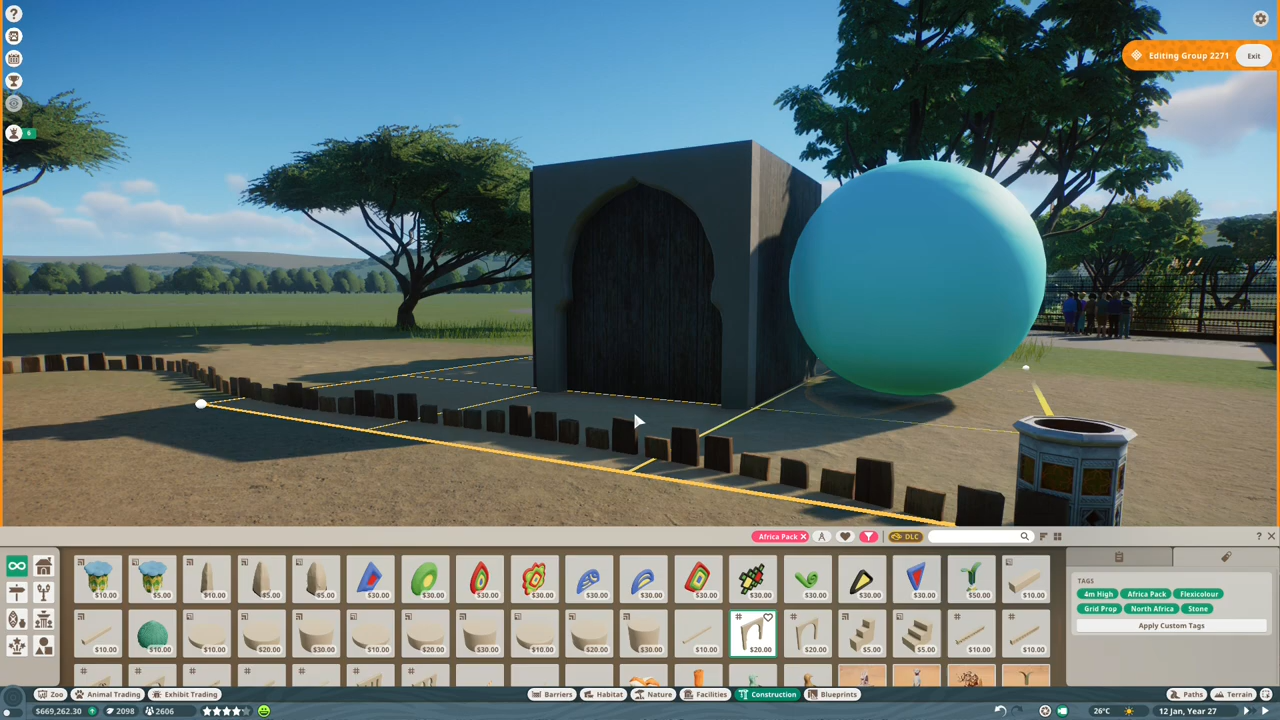 ?
6
Editing Group 2271
Exit
Africa Pack ✕
DLC
? ✕
$10.00 $5.00 $10.00 $5.00 $5.00 $30.00 $30.00 $30.00 $30.00 $30.00 $30.00 $30.00 $30.00 $30.00 $30.00 $30.00 $50.00 $10.00
$10.00 $10.00 $10.00 $20.00 $30.00 $10.00 $20.00 $30.00 $10.00 $20.00 $30.00 $10.00 $20.00 $20.00 $5.00 $5.00 $10.00 $10.00
TAGS
4m High Africa Pack Flexicolour
Grid Prop North Africa Stone
Apply Custom Tags
Zoo Animal Trading Exhibit Trading Barriers Habitat Nature Facilities Construction Blueprints Paths Terrain
$669,262.30 2098 2606 26°C 12 Jan, Year 27